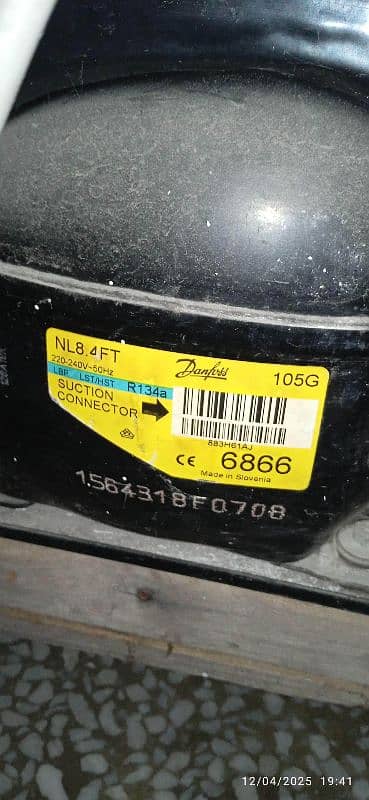 NL8.4FT
220-240V~50Hz
LBP LST/HST R134a
SUCTION
CONNECTOR
Danfoss
105G
883H61AJ
CE 6866
Made in Slovenia
1564318F0708
12/04/2025 19:41